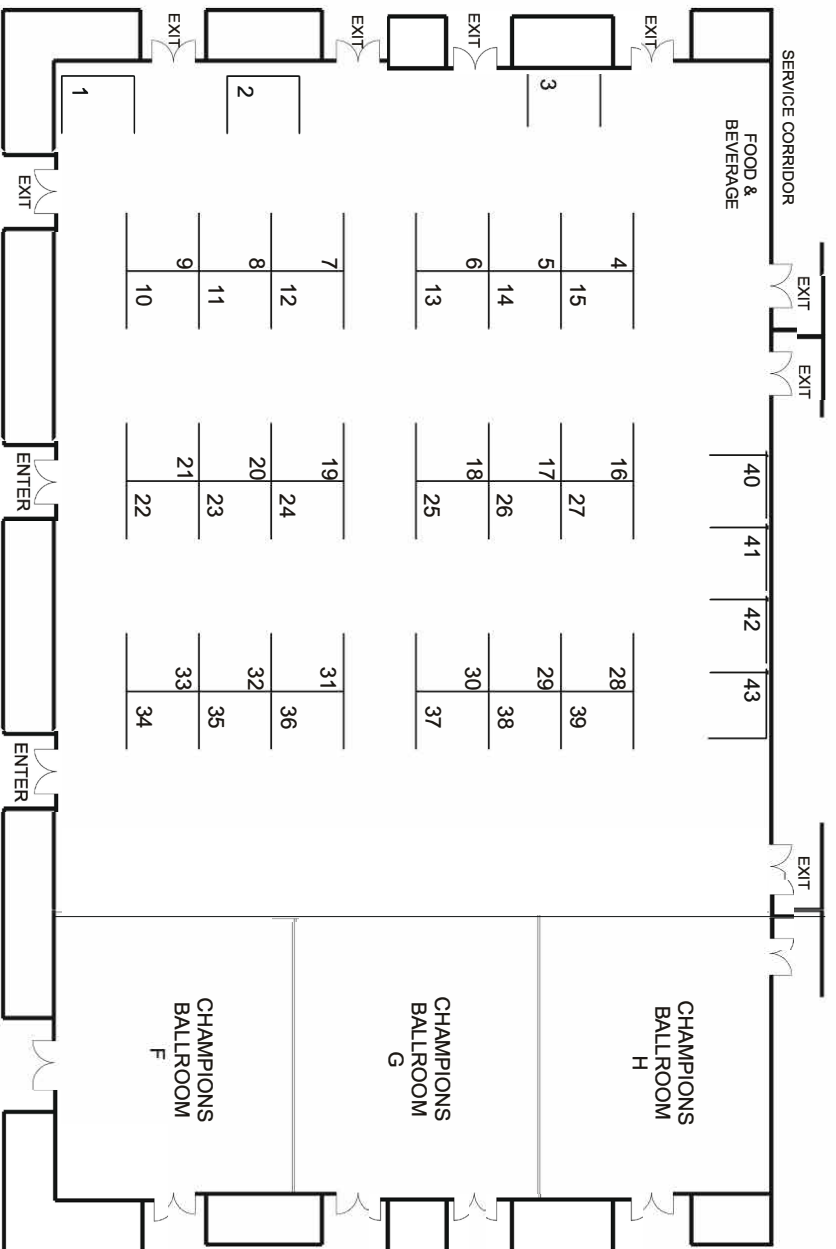 EXIT
EXIT
EXIT
EXIT
SERVICE CORRIDOR
1
2
3
FOOD &
BEVERAGE
EXIT
9
8
7
6
5
4
10
11
12
13
14
15
EXIT
EXIT
21
20
19
18
17
16
22
23
24
25
26
27
ENTER
40
41
42
43
33
32
31
30
29
28
34
35
36
37
38
39
ENTER
EXIT
CHAMPIONS
BALLROOM
F
CHAMPIONS
BALLROOM
G
CHAMPIONS
BALLROOM
H